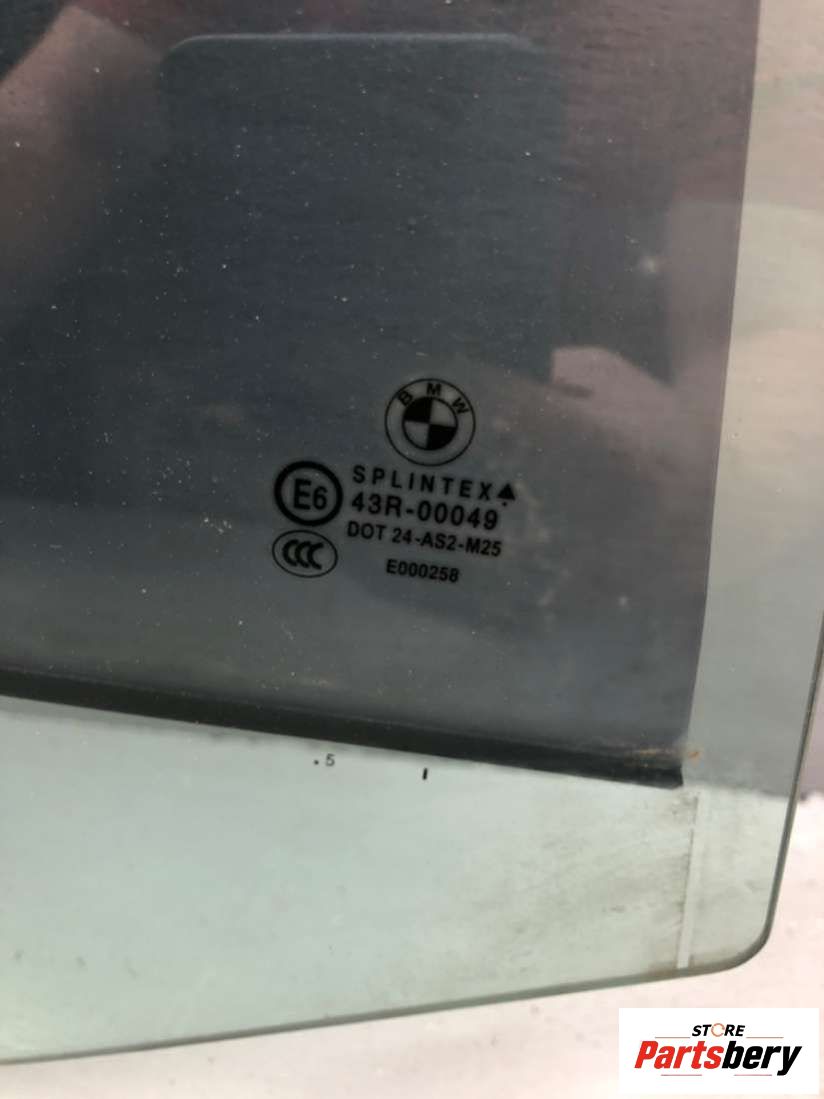 BMW
SPLINTEX
E6
43R-00049
DOT 24-AS2-M25
CCC
E000258
.5
STORE
Partsbery